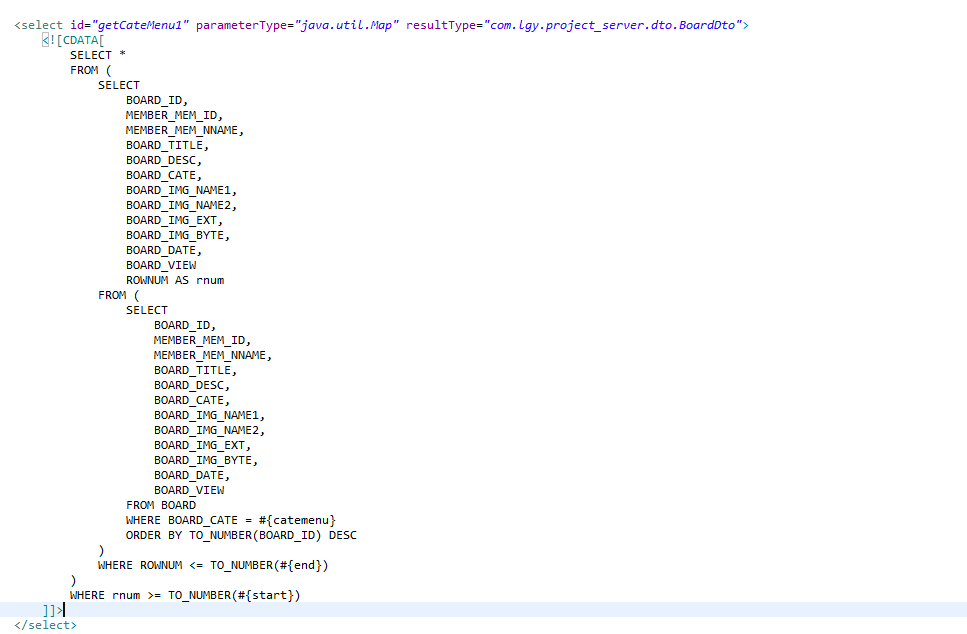 <select id="getCateMenu1" parameterType="java.util.Map" resultType="com.lgy.project_server.dto.BoardDto">
    <![CDATA[
        SELECT *
        FROM (
            SELECT
                BOARD_ID,
                MEMBER_MEM_ID,
                MEMBER_MEM_NNAME,
                BOARD_TITLE,
                BOARD_DESC,
                BOARD_CATE,
                BOARD_IMG_NAME1,
                BOARD_IMG_NAME2,
                BOARD_IMG_EXT,
                BOARD_IMG_BYTE,
                BOARD_DATE,
                BOARD_VIEW
                ROWNUM AS rnum
            FROM (
                SELECT
                    BOARD_ID,
                    MEMBER_MEM_ID,
                    MEMBER_MEM_NNAME,
                    BOARD_TITLE,
                    BOARD_DESC,
                    BOARD_CATE,
                    BOARD_IMG_NAME1,
                    BOARD_IMG_NAME2,
                    BOARD_IMG_EXT,
                    BOARD_IMG_BYTE,
                    BOARD_DATE,
                    BOARD_VIEW
                FROM BOARD
                WHERE BOARD_CATE = #{catemenu}
                ORDER BY TO_NUMBER(BOARD_ID) DESC
            )
            WHERE ROWNUM <= TO_NUMBER(#{end})
        )
        WHERE rnum >= TO_NUMBER(#{start})
    ]]>
</select>